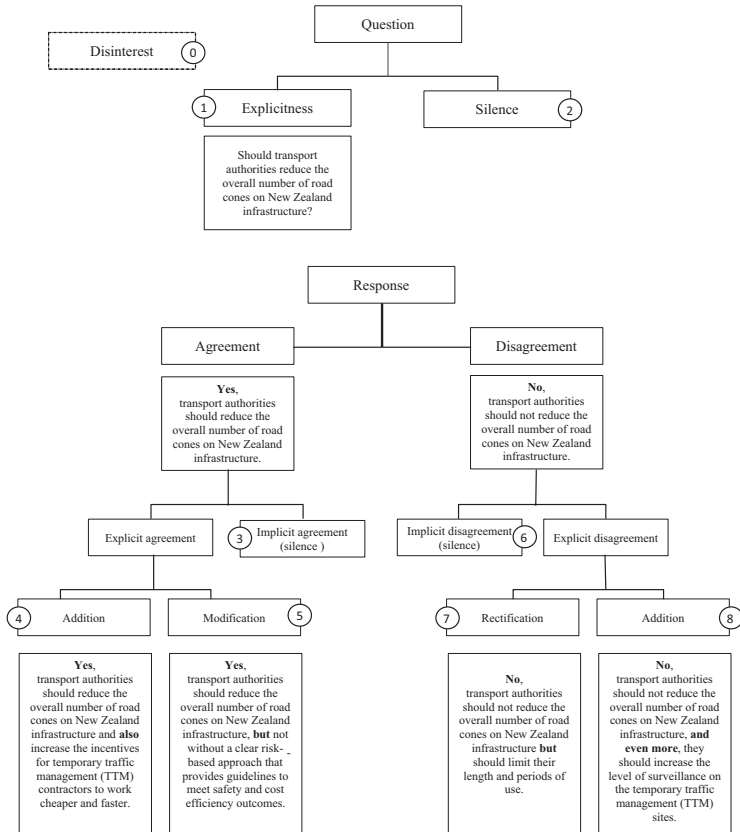 Question
Disinterest
0
1
Explicitness
Silence
2
Should transport
authorities reduce the
overall number of road
cones on New Zealand
infrastructure?
Response
Agreement
Disagreement
Yes,
transport authorities
should reduce the
overall number of road
cones on New Zealand
infrastructure.
No,
transport authorities
should not reduce the
overall number of road
cones on New Zealand
infrastructure.
Explicit agreement
3
Implicit agreement
(silence )
Implicit disagreement
(silence)
6
Explicit disagreement
4
Addition
Modification
5
7
Rectification
Addition
8
Yes,
transport authorities
should reduce the
overall number of road
cones on New Zealand
infrastructure and also
increase the incentives
for temporary traffic
management (TTM)
contractors to work
cheaper and faster.
Yes,
transport authorities
should reduce the
overall number of road
cones on New Zealand
infrastructure, but not
without a clear risk-
based approach that
provides guidelines to
meet safety and cost
efficiency outcomes.
No,
transport authorities
should not reduce the
overall number of road
cones on New Zealand
infrastructure but
should limit their
length and periods of
use.
No,
transport authorities
should not reduce the
overall number of road
cones on New Zealand
infrastructure, and
even more, they
should increase the
level of surveillance on
the temporary traffic
management (TTM)
sites.